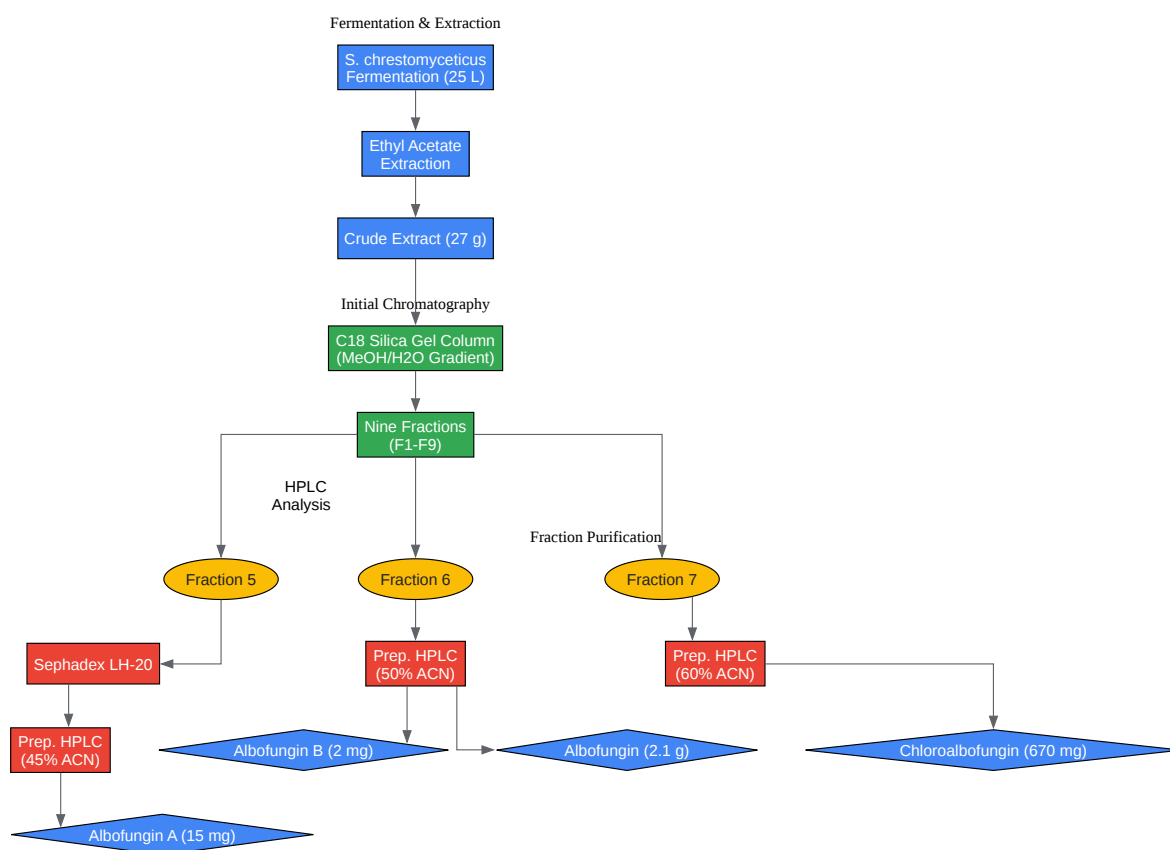 Fermentation & Extraction
S. chrestomyceticus
Fermentation (25 L)
Ethyl Acetate
Extraction
Crude Extract (27 g)
Initial Chromatography
C18 Silica Gel Column
(MeOH/H2O Gradient)
Nine Fractions
(F1-F9)
HPLC
Analysis
Fraction Purification
Fraction 5
Fraction 6
Fraction 7
Sephadex LH-20
Prep. HPLC
(50% ACN)
Prep. HPLC
(60% ACN)
Prep. HPLC
(45% ACN)
Albofungin B (2 mg)
Albofungin (2.1 g)
Chloroalbofungin (670 mg)
Albofungin A (15 mg)